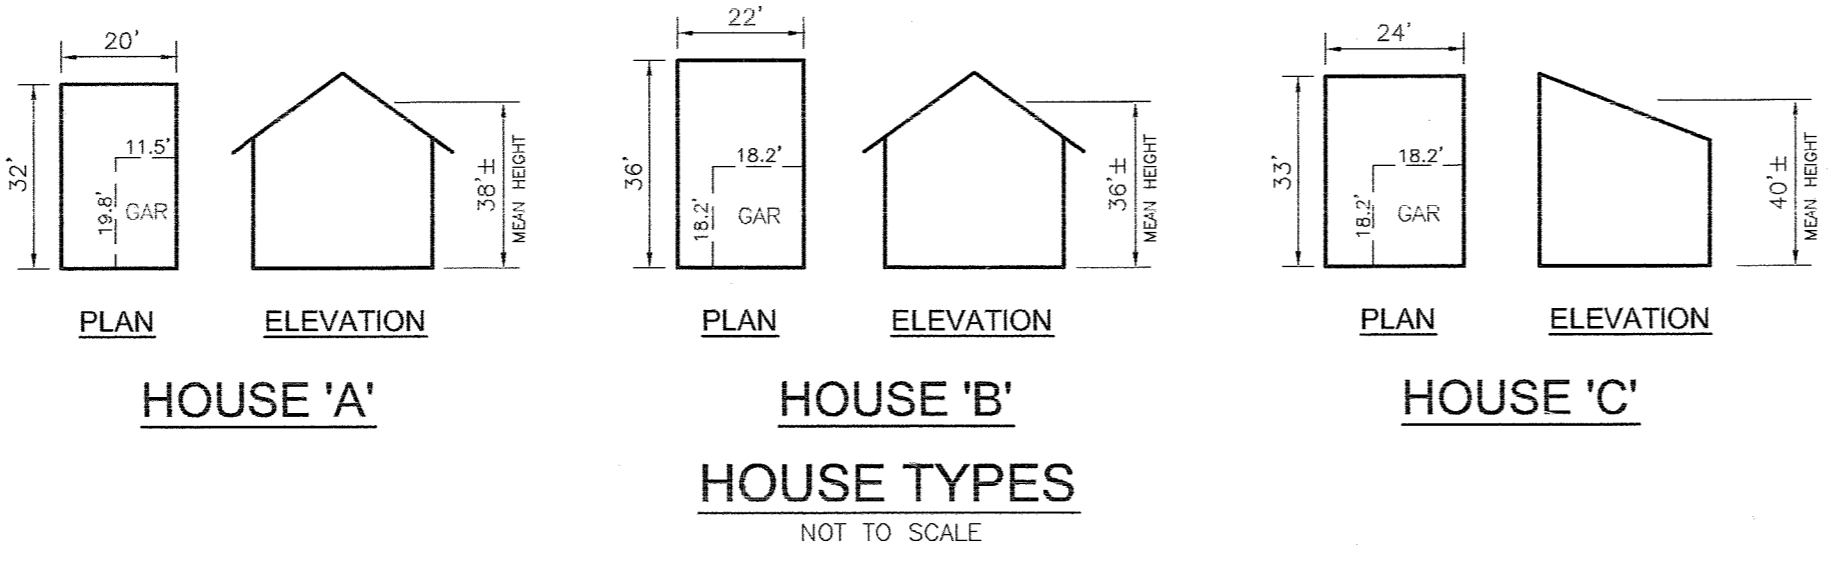 20'
32'
11.5'
19.8'
GAR
38'±
MEAN HEIGHT
PLAN
ELEVATION
HOUSE 'A'
22'
36'
18.2'
18.2'
GAR
36'±
MEAN HEIGHT
PLAN
ELEVATION
HOUSE 'B'
24'
33'
18.2'
18.2'
GAR
40'±
MEAN HEIGHT
PLAN
ELEVATION
HOUSE 'C'
HOUSE TYPES
NOT TO SCALE